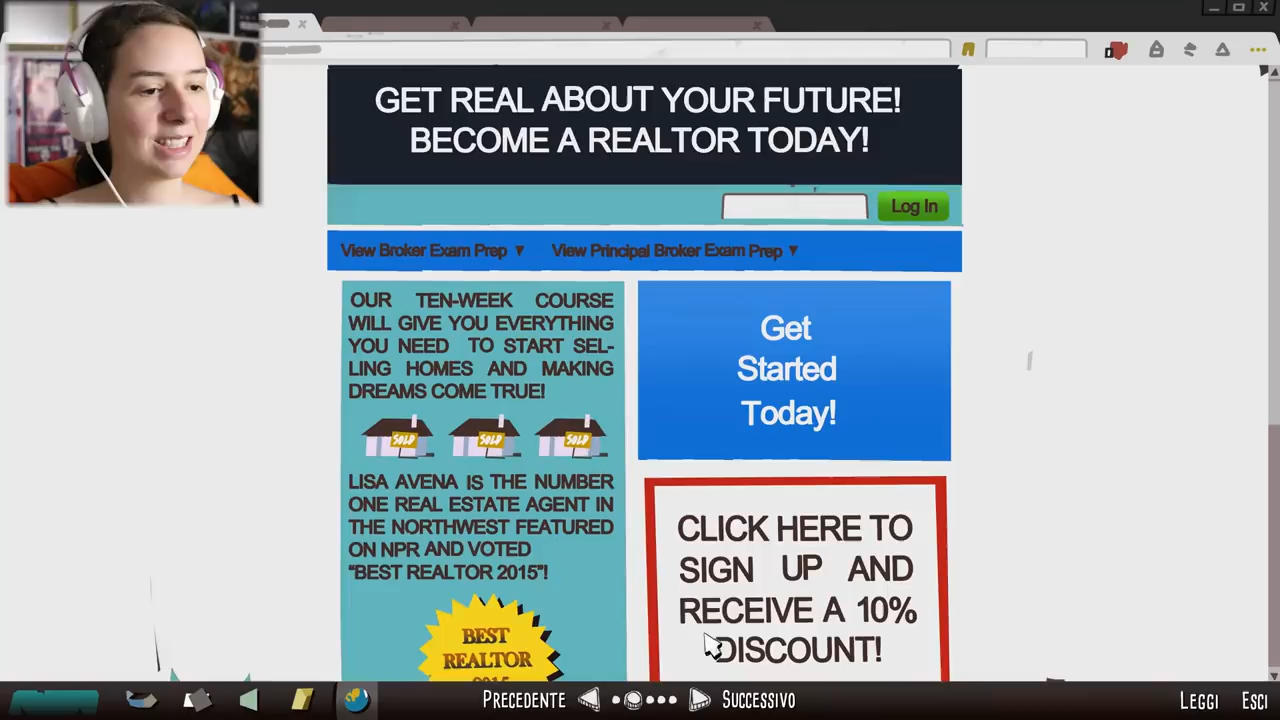 GET REAL ABOUT YOUR FUTURE!
BECOME A REALTOR TODAY!
Log In
View Broker Exam Prep ▼ View Principal Broker Exam Prep ▼
OUR TEN-WEEK COURSE
WILL GIVE YOU EVERYTHING
YOU NEED TO START SEL-
LING HOMES AND MAKING
DREAMS COME TRUE!
SOLD SOLD SOLD
LISA AVENA IS THE NUMBER
ONE REAL ESTATE AGENT IN
THE NORTHWEST FEATURED
ON NPR AND VOTED
"BEST REALTOR 2015"!
BEST
REALTOR
2015
Get
Started
Today!
CLICK HERE TO
SIGN UP AND
RECEIVE A 10%
DISCOUNT!
PRECEDENTE SUCCESSIVO
LEGGI ESCI